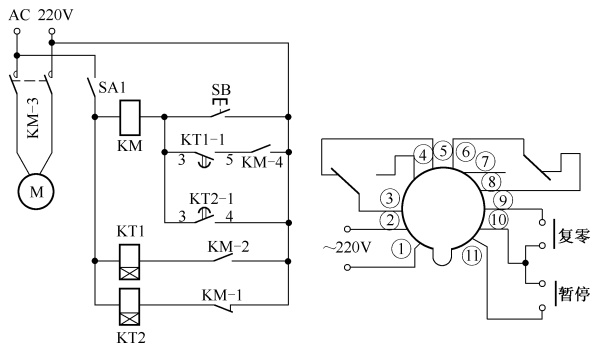 AC 220V
SA1
KM-3
M
KM
SB
KT1-1
3 5
KM-4
KT2-1
3 4
KT1
KM-2
KT2
KM-1
④ ⑤ ⑥
⑦
⑧
③
⑨
②
⑩
~220V
①
⑪
复零
暂停